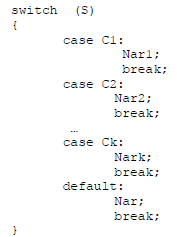 switch (S)
{
case C1:
Nar1;
break;
case C2:
Nar2;
break;
…
case Ck:
Nark;
break;
default:
Nar;
break;
}